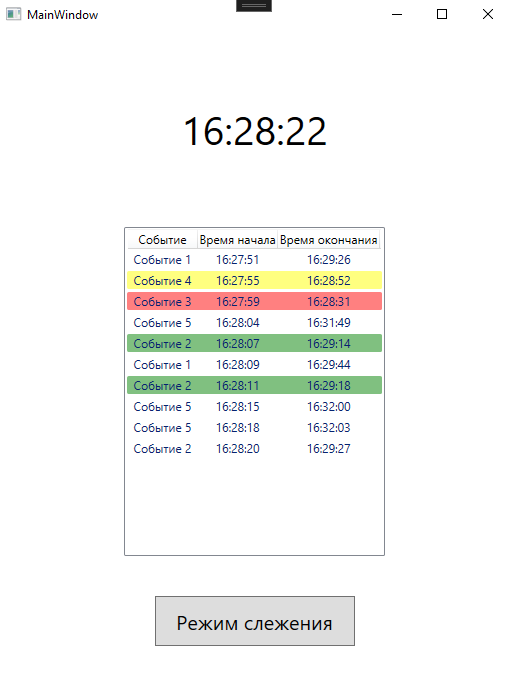 MainWindow
16:28:22
Событие Время начала Время окончания
Событие 1 16:27:51 16:29:26
Событие 4 16:27:55 16:28:52
Событие 3 16:27:59 16:28:31
Событие 5 16:28:04 16:31:49
Событие 2 16:28:07 16:29:14
Событие 1 16:28:09 16:29:44
Событие 2 16:28:11 16:29:18
Событие 5 16:28:15 16:32:00
Событие 5 16:28:18 16:32:03
Событие 2 16:28:20 16:29:27
Режим слежения